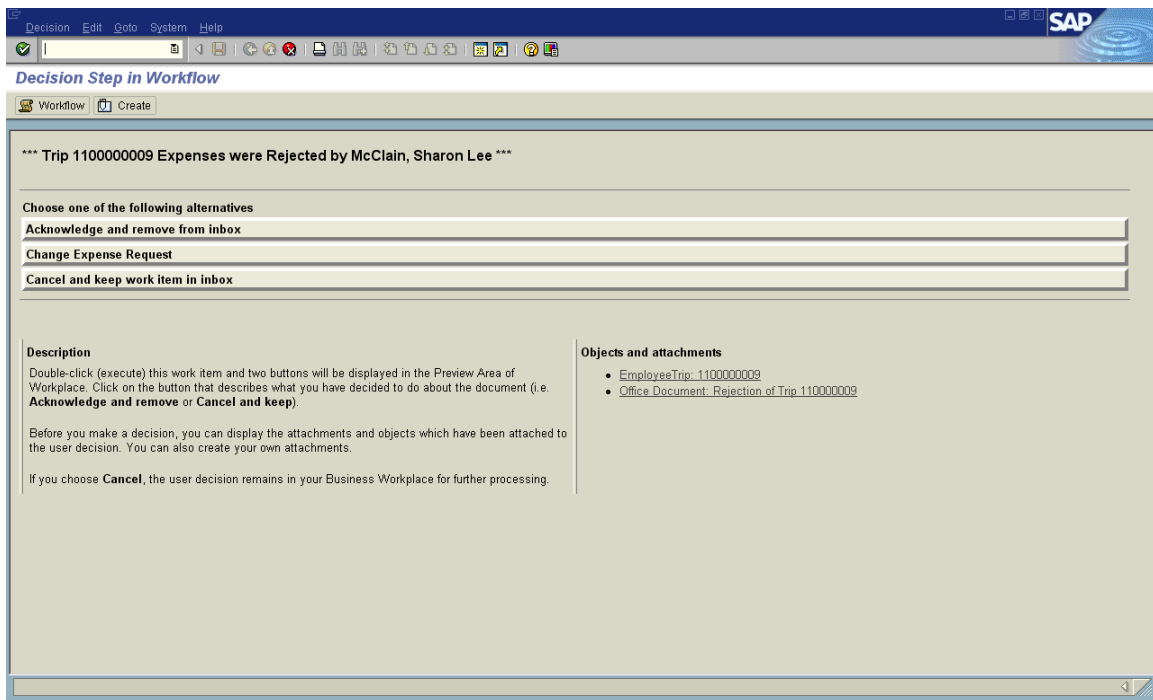 Decision Edit Goto System Help
SAP
Decision Step in Workflow
Workflow Create
*** Trip 1100000009 Expenses were Rejected by McClain, Sharon Lee ***
Choose one of the following alternatives
Acknowledge and remove from inbox
Change Expense Request
Cancel and keep work item in inbox
Description
Double-click (execute) this work item and two buttons will be displayed in the Preview Area of
Workplace. Click on the button that describes what you have decided to do about the document (i.e.
Acknowledge and remove or Cancel and keep).
Before you make a decision, you can display the attachments and objects which have been attached to
the user decision. You can also create your own attachments.
If you choose Cancel, the user decision remains in your Business Workplace for further processing.
Objects and attachments
• EmployeeTrip: 1100000009
• Office Document: Rejection of Trip 110000009